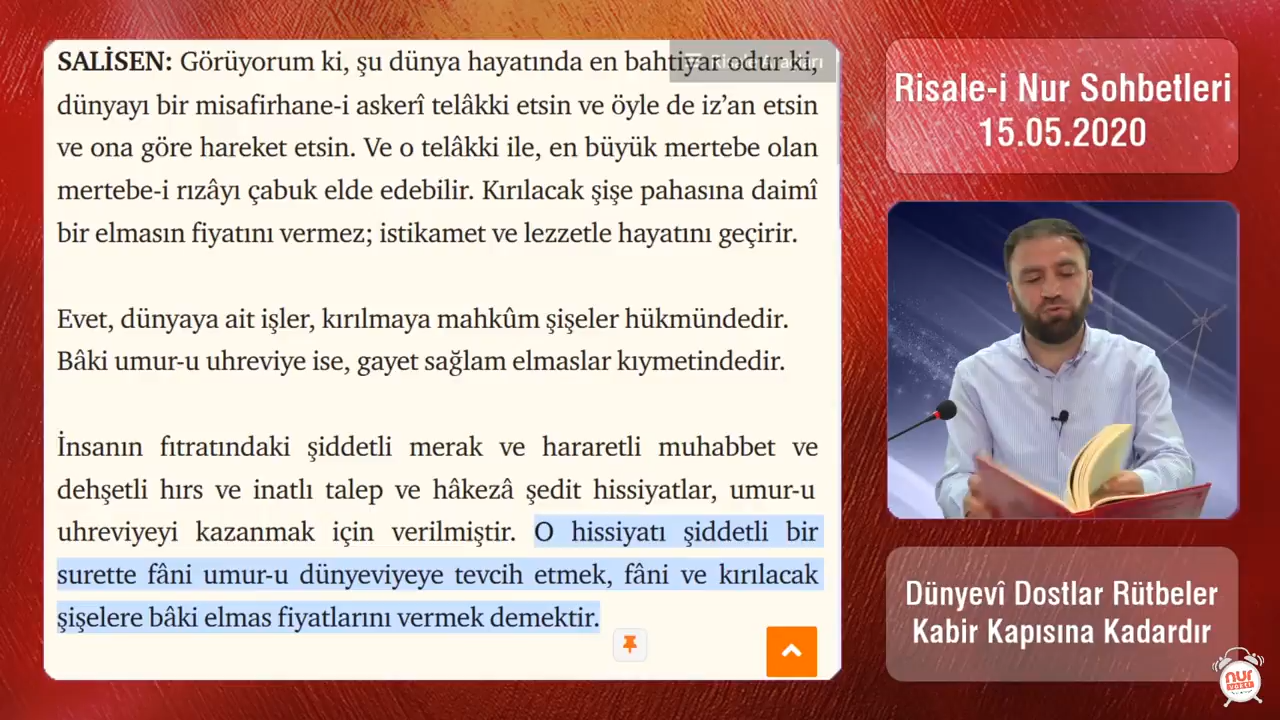 SALİSEN: Görüyorum ki, şu dünya hayatında en bahtiyar odur ki,
dünyayı bir misafirhane-i askerî telâkki etsin ve öyle de iz’an etsin
ve ona göre hareket etsin. Ve o telâkki ile, en büyük mertebe olan
mertebe-i rızâyı çabuk elde edebilir. Kırılacak şişe pahasına daimî
bir elmasın fiyatını vermez; istikamet ve lezzetle hayatını geçirir.
Evet, dünyaya ait işler, kırılmaya mahkûm şişeler hükmündedir.
Bâki umur-u uhreviye ise, gayet sağlam elmaslar kıymetindedir.
İnsanın fıtratındaki şiddetli merak ve hararetli muhabbet ve
dehşetli hırs ve inatlı talep ve hâkezâ şedit hissiyatlar, umur-u
uhreviyeyi kazanmak için verilmiştir. O hissiyatı şiddetli bir
surette fâni umur-u dünyeviyeye tevcih etmek, fâni ve kırılacak
şişelere bâki elmas fiyatlarını vermek demektir.
Risale-i Nur Sohbetleri
15.05.2020
Dünyevî Dostlar Rütbeler
Kabir Kapısına Kadardır
nur
vakti